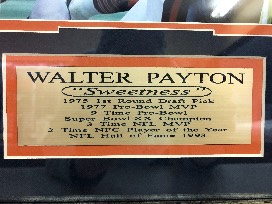 WALTER PAYTON
"Sweetness"
1975 1st Round Draft Pick
1977 Pro-Bowl MVP
9 Time Pro-Bowl
Super Bowl XX Champion
2 Time NFL MVP
2 Time NFC Player of the Year
NFL Hall of Fame 1993